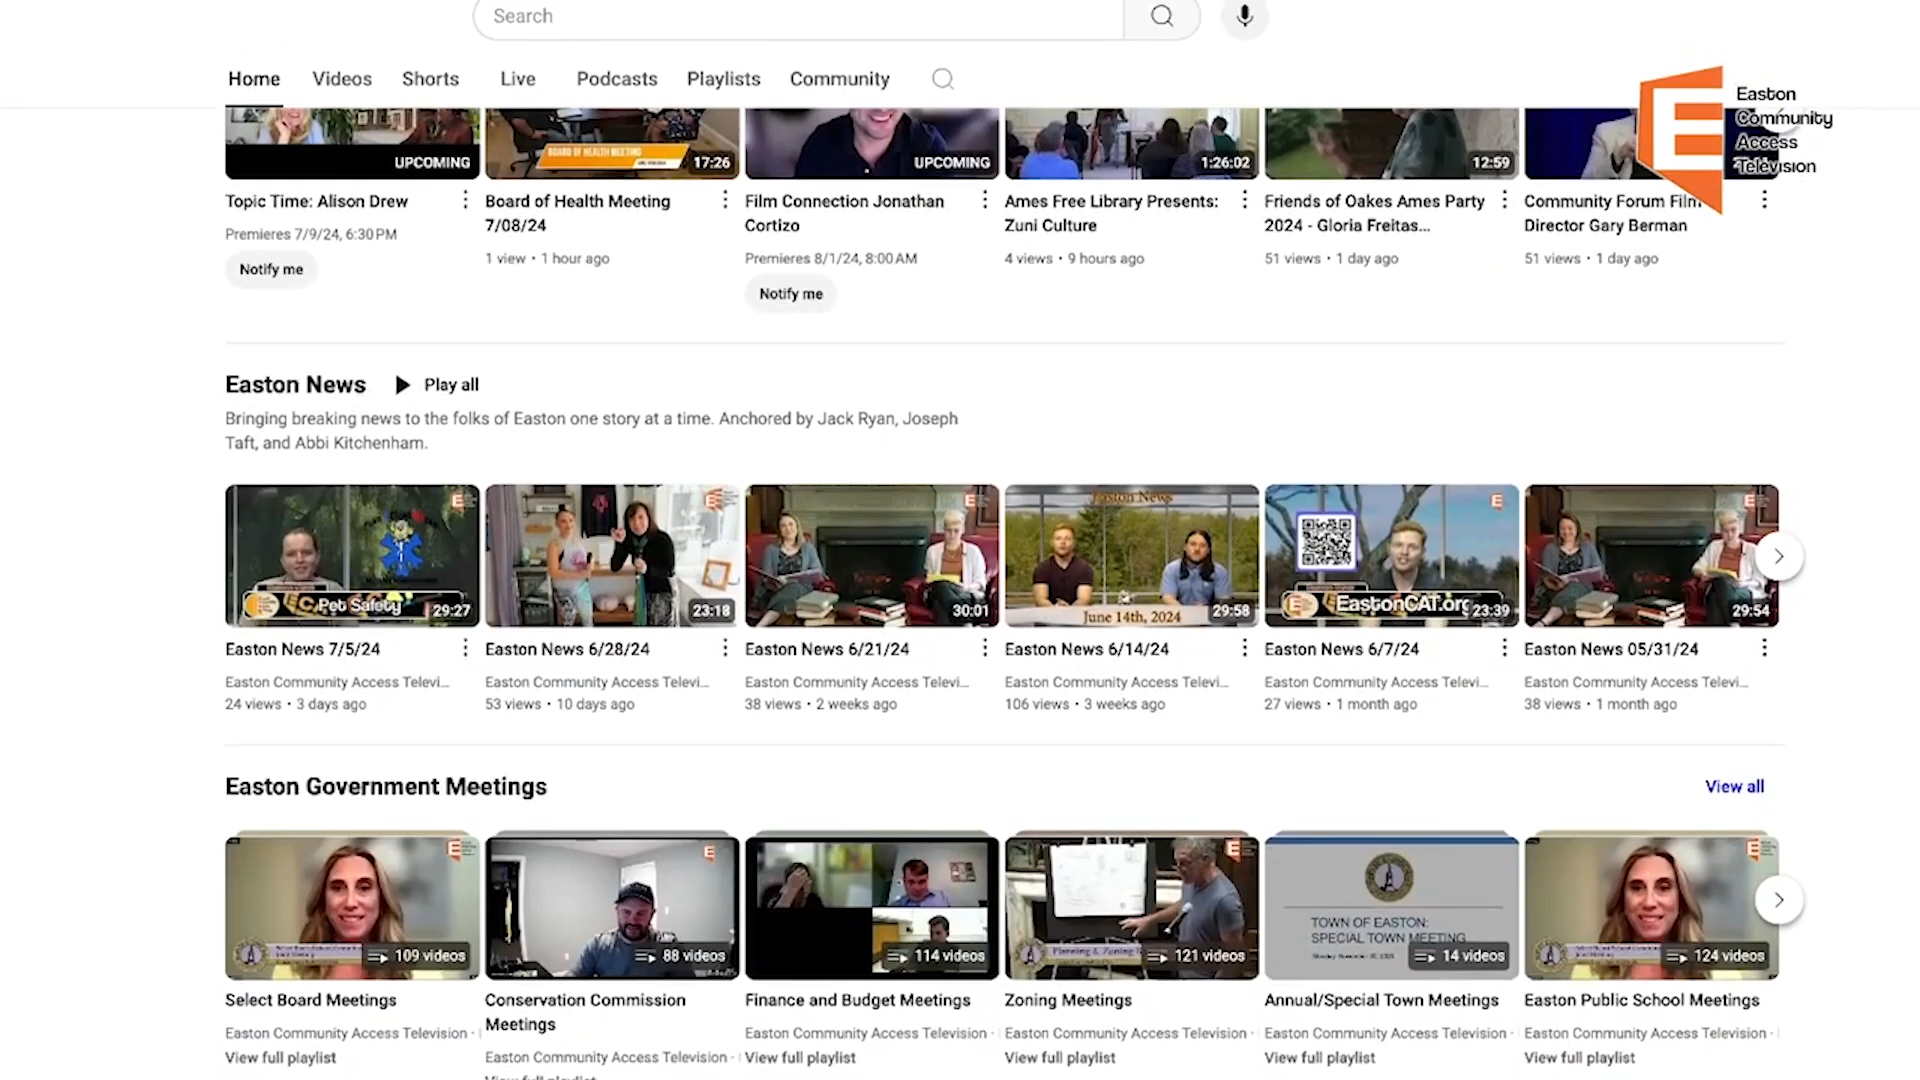 Search
Home Videos Shorts Live Podcasts Playlists Community
Easton
Community
Access
Television
UPCOMING
BOARD OF HEALTH MEETING
17:26
UPCOMING
1:26:02
12:59
Topic Time: Alison Drew
Premieres 7/9/24, 6:30 PM
Notify me
Board of Health Meeting
7/08/24
1 view • 1 hour ago
Film Connection Jonathan
Cortizo
Premieres 8/1/24, 8:00 AM
Notify me
Ames Free Library Presents:
Zuni Culture
4 views • 9 hours ago
Friends of Oakes Ames Party
2024 - Gloria Freitas...
51 views • 1 day ago
Community Forum Film
Director Gary Berman
51 views • 1 day ago
Easton News Play all
Bringing breaking news to the folks of Easton one story at a time. Anchored by Jack Ryan, Joseph
Taft, and Abbi Kitchenham.
Pet Safety
29:27
23:18
30:01
Easton News
June 14th, 2024
29:58
EastonCAT.org
23:39
29:54
Easton News 7/5/24
Easton Community Access Televi...
24 views • 3 days ago
Easton News 6/28/24
Easton Community Access Televi...
53 views • 10 days ago
Easton News 6/21/24
Easton Community Access Televi...
38 views • 2 weeks ago
Easton News 6/14/24
Easton Community Access Televi...
106 views • 3 weeks ago
Easton News 6/7/24
Easton Community Access Televi...
27 views • 1 month ago
Easton News 05/31/24
Easton Community Access Televi...
38 views • 1 month ago
Easton Government Meetings
View all
109 videos
88 videos
114 videos
Planning & Zoning
121 videos
TOWN OF EASTON:
SPECIAL TOWN MEETING
14 videos
124 videos
Select Board Meetings
Easton Community Access Television ·
View full playlist
Conservation Commission
Meetings
Easton Community Access Television ·
View full playlist
Finance and Budget Meetings
Easton Community Access Television ·
View full playlist
Zoning Meetings
Easton Community Access Television ·
View full playlist
Annual/Special Town Meetings
Easton Community Access Television ·
View full playlist
Easton Public School Meetings
Easton Community Access Television ·
View full playlist